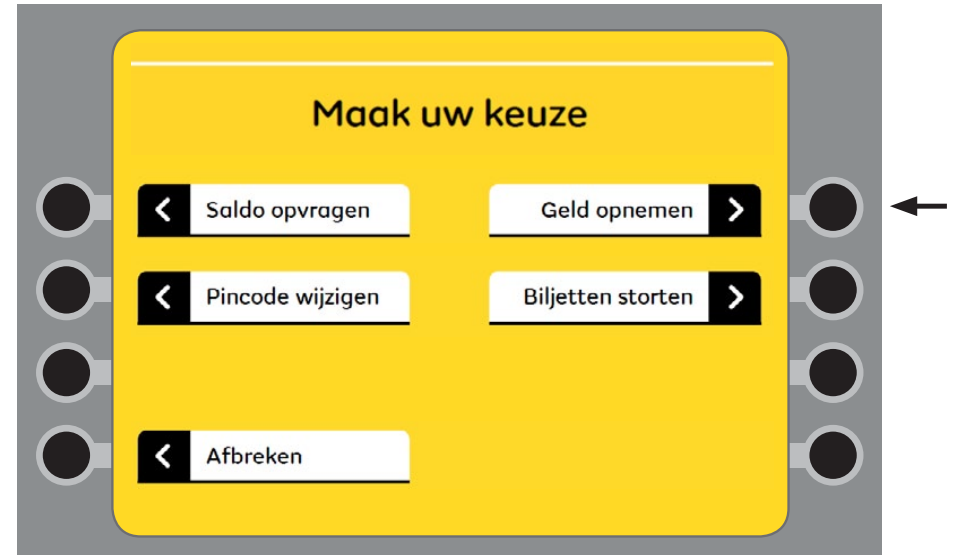 Maak uw keuze
Saldo opvragen
Geld opnemen
Pincode wijzigen
Biljetten storten
Afbreken